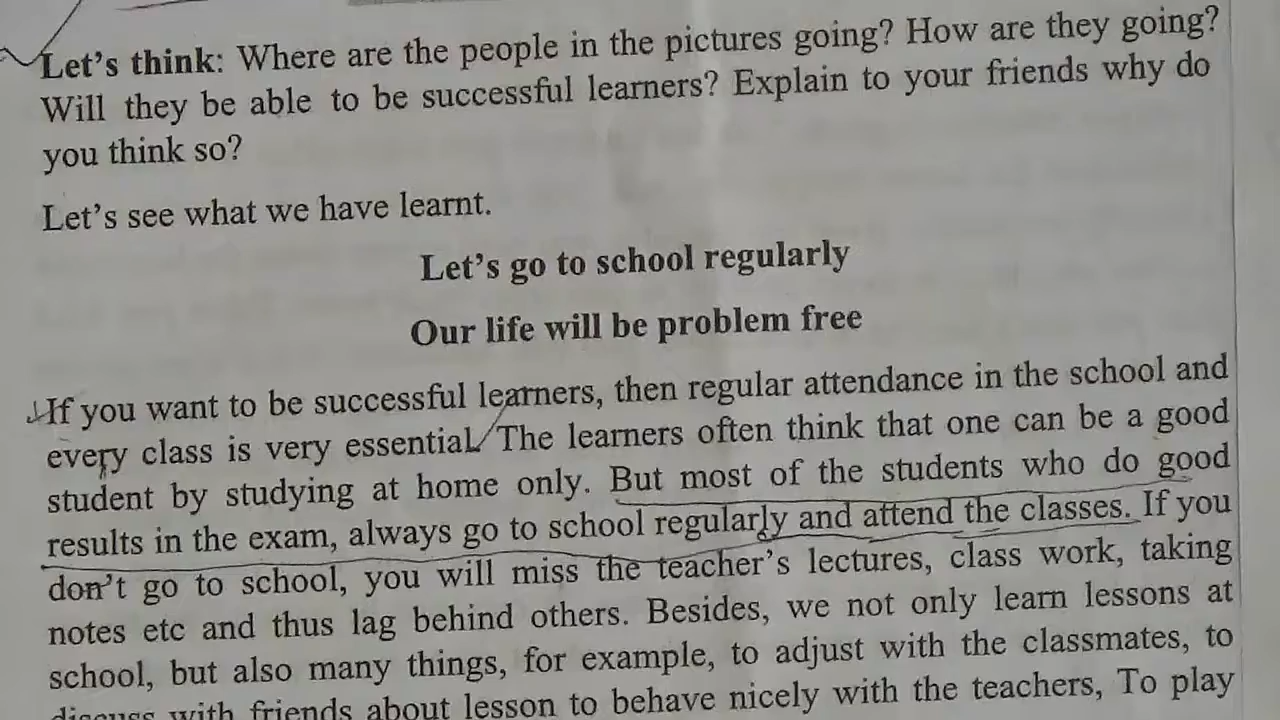 Let's think: Where are the people in the pictures going? How are they going?
Will they be able to be successful learners? Explain to your friends why do
you think so?
Let's see what we have learnt.
Let's go to school regularly
Our life will be problem free
If you want to be successful learners, then regular attendance in the school and
every class is very essential. The learners often think that one can be a good
student by studying at home only. But most of the students who do good
results in the exam, always go to school regularly and attend the classes. If you
don't go to school, you will miss the teacher's lectures, class work, taking
notes etc and thus lag behind others. Besides, we not only learn lessons at
school, but also many things, for example, to adjust with the classmates, to
discuss with friends about lesson to behave nicely with the teachers, To play